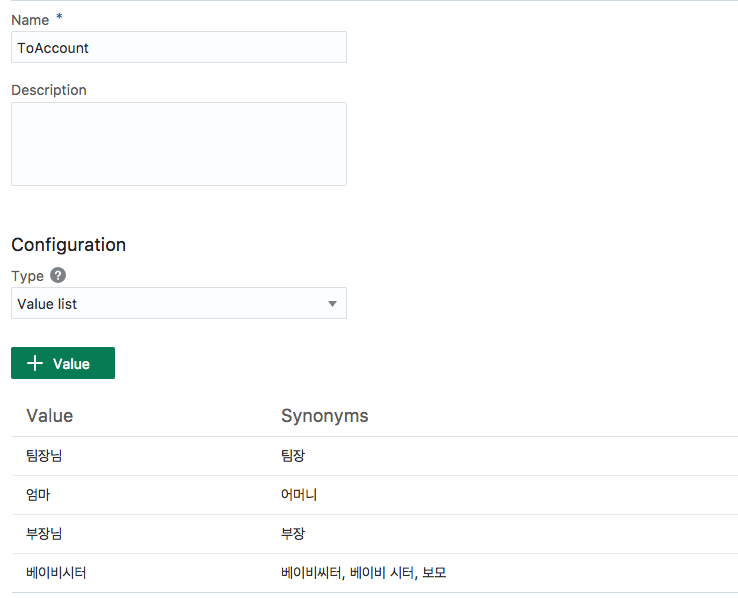 Name *
ToAccount
Description
Configuration
Type ?
Value list
+ Value
Value Synonyms
팀장님 팀장
엄마 어머니
부장님 부장
베이비시터 베이비씨터, 베이비 시터, 보모